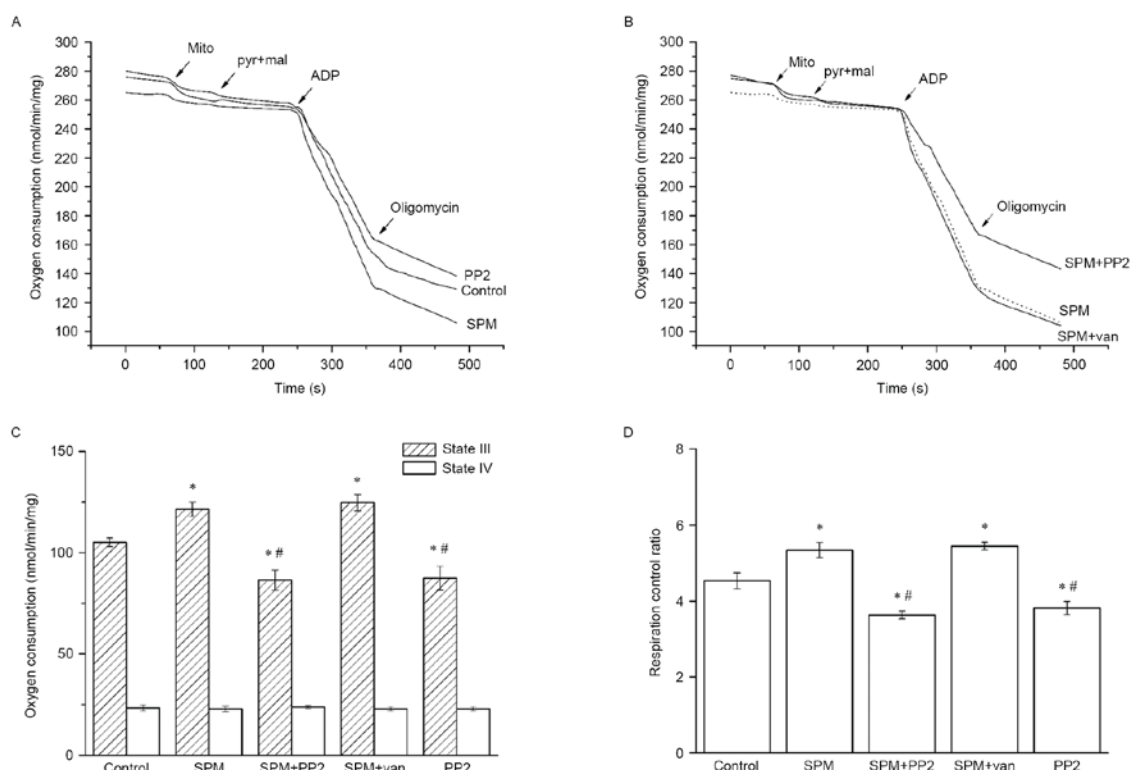 A
300
280
260
240
220
200
180
160
140
120
100
Oxygen consumption (nmol/min/mg)
Mito
pyr+mal
ADP
Oligomycin
PP2
Control
SPM
0 100 200 300 400 500
Time (s)
B
300
280
260
240
220
200
180
160
140
120
100
Oxygen consumption (nmol/min/mg)
Mito
pyr+mal
ADP
Oligomycin
SPM+PP2
SPM
SPM+van
0 100 200 300 400 500
Time (s)
C
150
100
50
0
Oxygen consumption (nmol/min/mg)
State III
State IV
*
* #
*
* #
Control SPM SPM+PP2 SPM+van PP2
D
8
6
4
2
0
Respiration control ratio
*
* #
*
* #
Control SPM SPM+PP2 SPM+van PP2